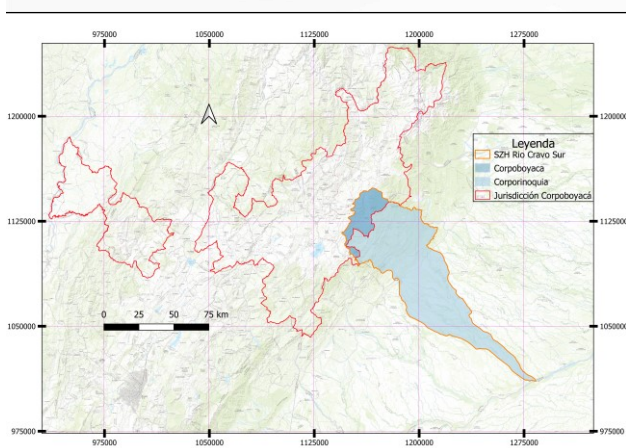 975000 1050000 1125000 1200000 1275000
1200000 1200000
Leyenda
SZH Rio Cravo Sur
Corpoboyaca
Corporinoquia
Jurisdicción Corpoboyacá
1125000 1125000
0 25 50 75 km
1050000 1050000
975000 975000
975000 1050000 1125000 1200000 1275000